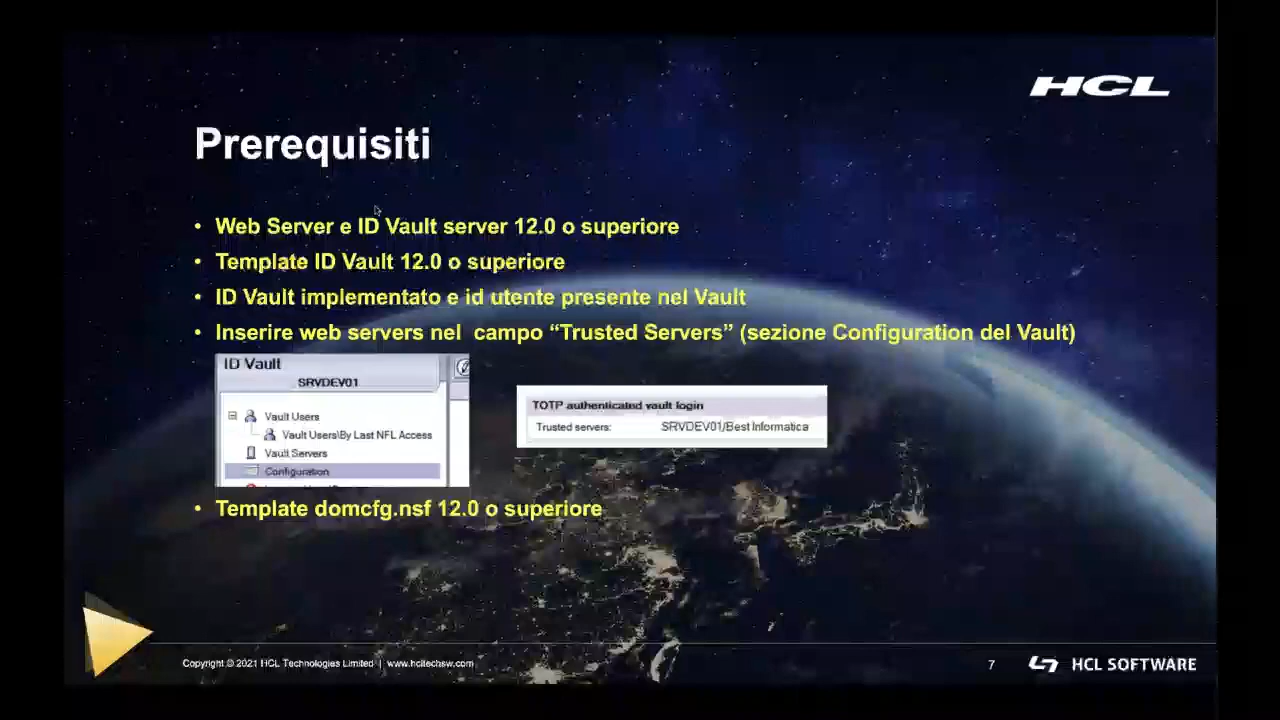 HCL
Prerequisiti
• Web Server e ID Vault server 12.0 o superiore
• Template ID Vault 12.0 o superiore
• ID Vault implementato e id utente presente nel Vault
• Inserire web servers nel campo “Trusted Servers” (sezione Configuration del Vault)
ID Vault
SRVDEV01
Vault Users
Vault Users\By Last NFL Access
Vault Servers
Configuration
TOTP authenticated vault login
Trusted servers: SRVDEV01/Best Informatica
• Template domcfg.nsf 12.0 o superiore
Copyright © 2021 HCL Technologies Limited | www.hcltechsw.com
7
HCL SOFTWARE